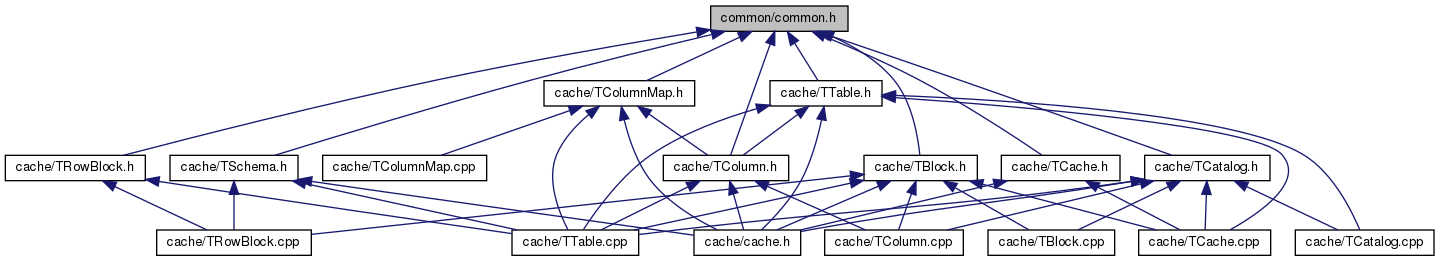 common/common.h
cache/TColumnMap.h
cache/TTable.h
cache/TRowBlock.h
cache/TSchema.h
cache/TColumnMap.cpp
cache/TColumn.h
cache/TBlock.h
cache/TCache.h
cache/TCatalog.h
cache/TRowBlock.cpp
cache/TTable.cpp
cache/cache.h
cache/TColumn.cpp
cache/TBlock.cpp
cache/TCache.cpp
cache/TCatalog.cpp